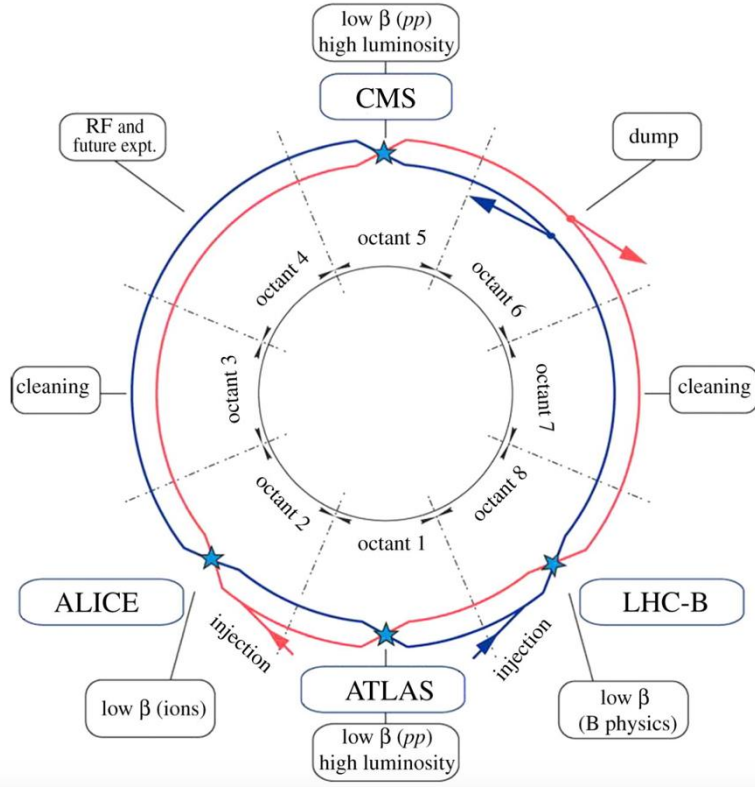 low β (pp)
high luminosity
CMS
RF and
future expt.
dump
octant 5
octant 4
octant 6
cleaning
octant 3
octant 7
cleaning
octant 2
octant 8
octant 1
ALICE
LHC-B
injection
injection
ATLAS
low β (ions)
low β
(B physics)
low β (pp)
high luminosity